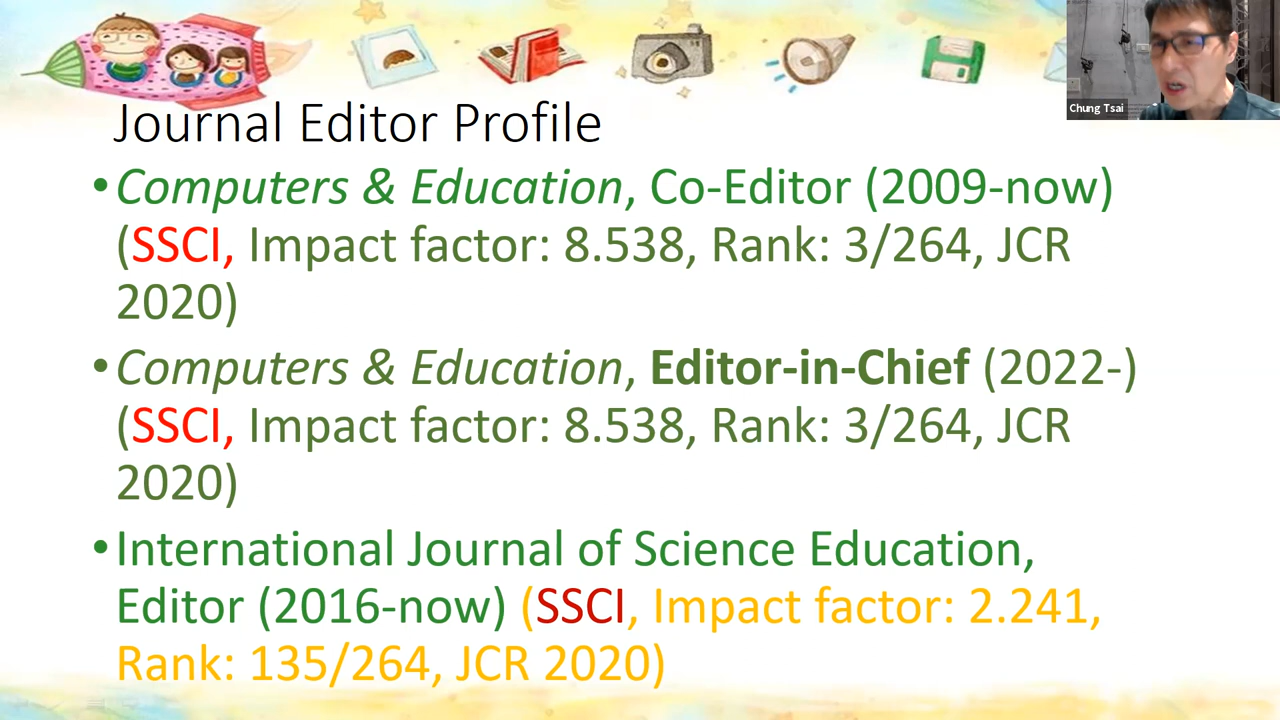 Chung Tsai
Journal Editor Profile
•Computers & Education, Co-Editor (2009-now)
(SSCI, Impact factor: 8.538, Rank: 3/264, JCR
2020)
•Computers & Education, Editor-in-Chief (2022-)
(SSCI, Impact factor: 8.538, Rank: 3/264, JCR
2020)
•International Journal of Science Education,
Editor (2016-now) (SSCI, Impact factor: 2.241,
Rank: 135/264, JCR 2020)